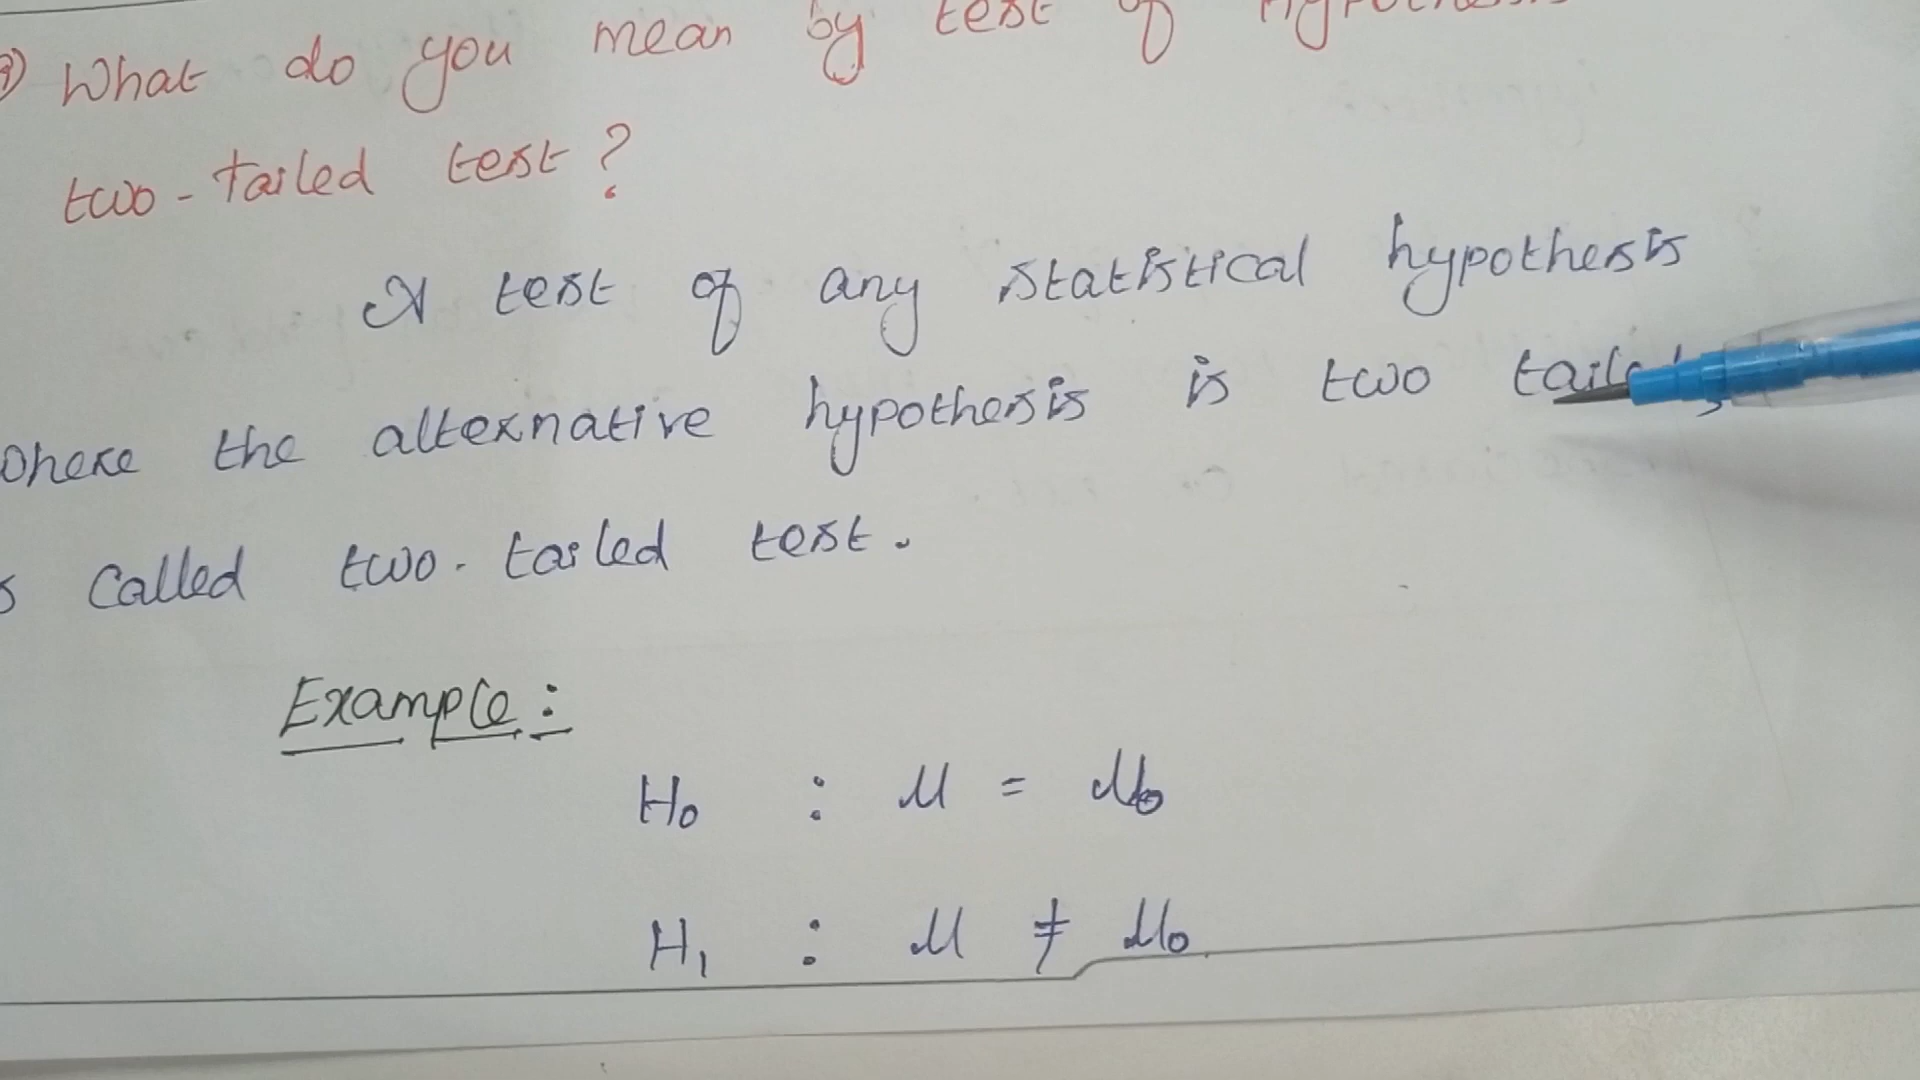 What do you mean by test of
two-tailed test?
A test of any statistical hypothesis
where the alternative hypothesis is two tailed,
called two-tailed test.
Example:
H₀ : μ = μ₀
H₁ : μ ≠ μ₀